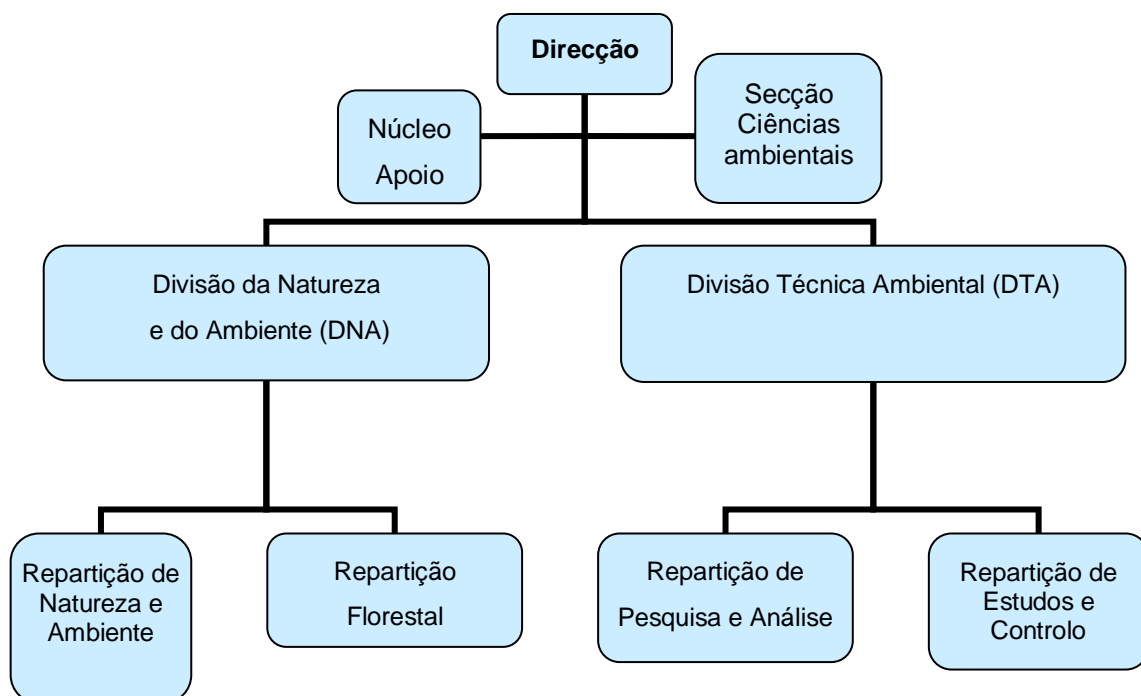 Direcção
Núcleo
Apoio
Secção
Ciências
ambientais
Divisão da Natureza
e do Ambiente (DNA)
Divisão Técnica Ambiental (DTA)
Repartição de
Natureza e
Ambiente
Repartição
Florestal
Repartição de
Pesquisa e Análise
Repartição de
Estudos e
Controlo